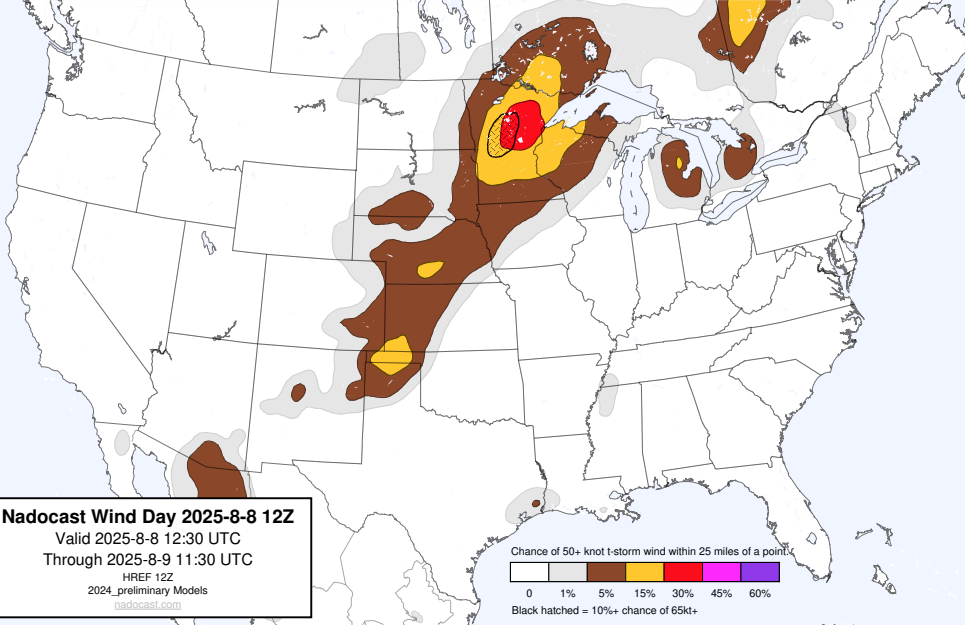 Nadocast Wind Day 2025-8-8 12Z
Valid 2025-8-8 12:30 UTC
Through 2025-8-9 11:30 UTC
HREF 12Z
2024_preliminary Models
nadocast.com
Chance of 50+ knot t-storm wind within 25 miles of a point.
0 1% 5% 15% 30% 45% 60%
Black hatched = 10%+ chance of 65kt+